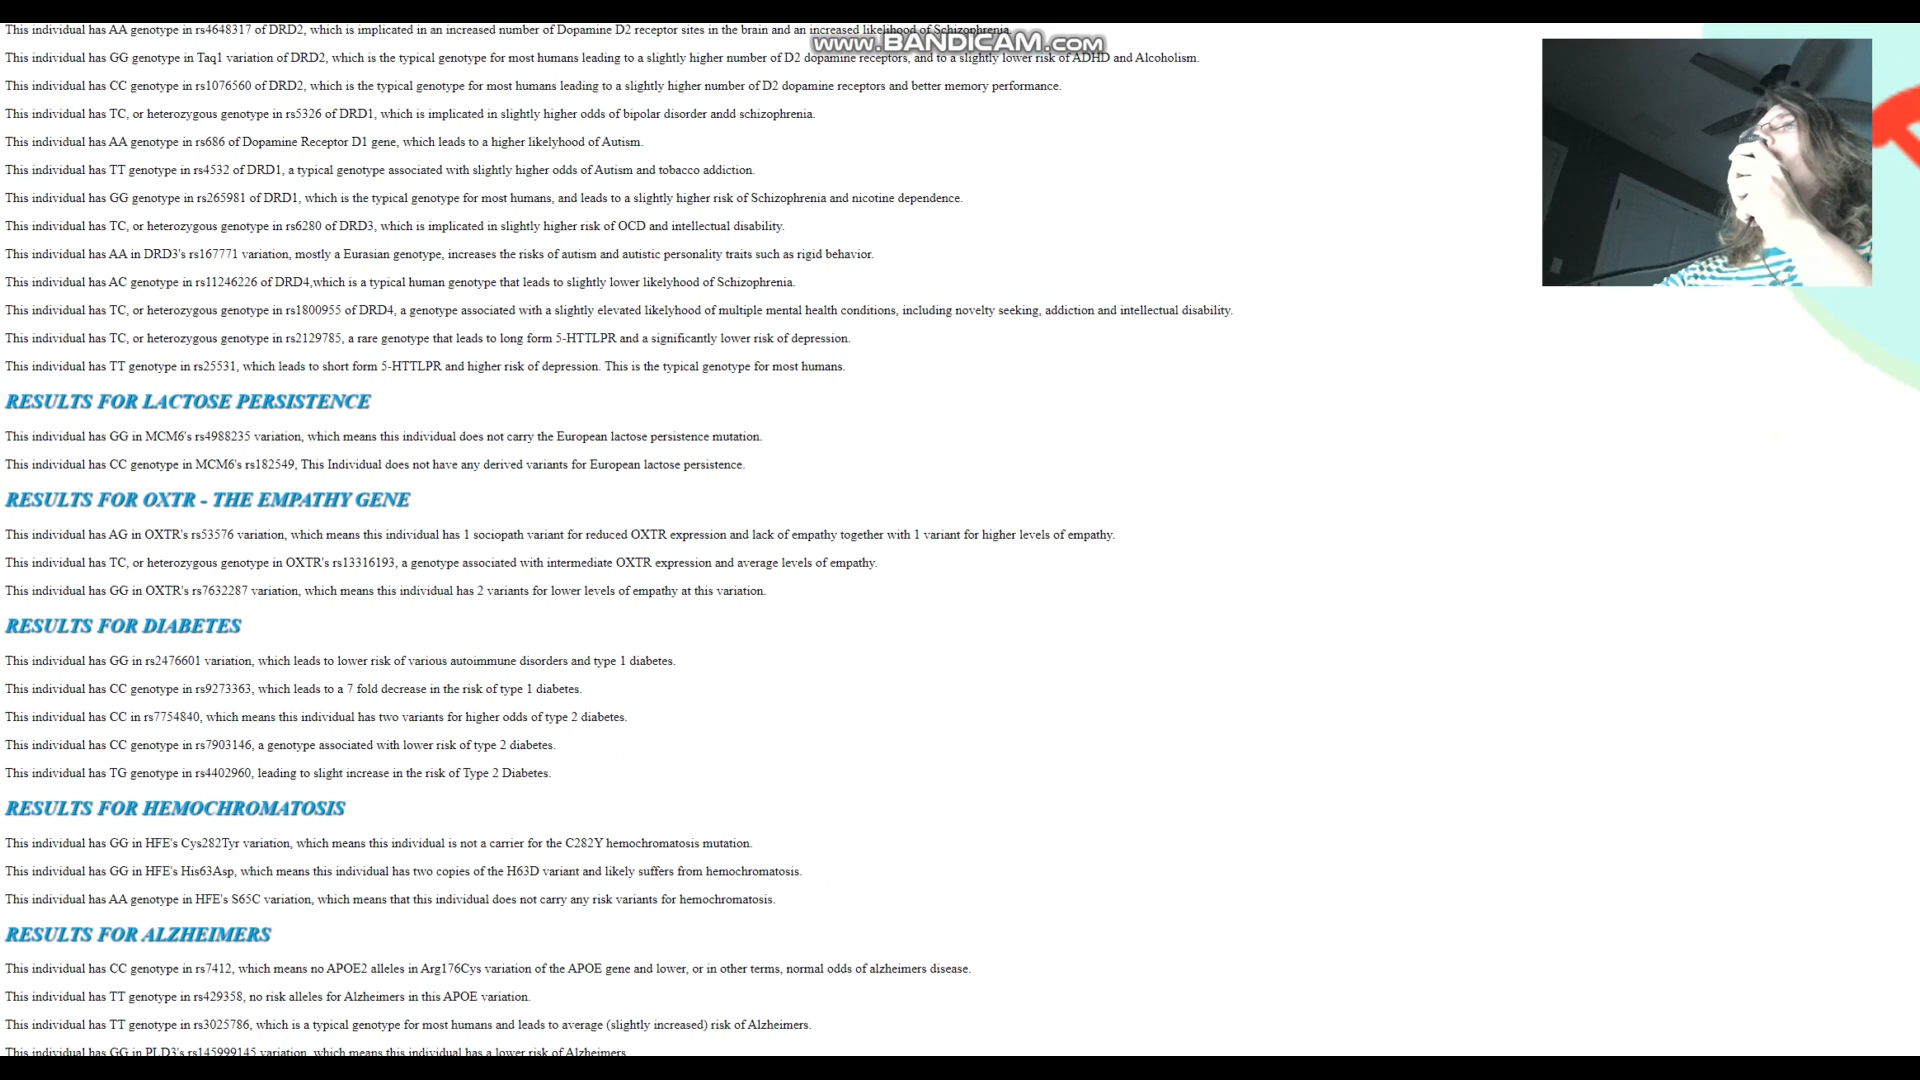 This individual has AA genotype in rs4648317 of DRD2, which is implicated in an increased number of Dopamine D2 receptor sites in the brain and an increased likelihood of Schizophrenia.
www.BANDICAM.com
This individual has GG genotype in Taq1 variation of DRD2, which is the typical genotype for most humans leading to a slightly higher number of D2 dopamine receptors, and to a slightly lower risk of ADHD and Alcoholism.
This individual has CC genotype in rs1076560 of DRD2, which is the typical genotype for most humans leading to a slightly higher number of D2 dopamine receptors and better memory performance.
This individual has TC, or heterozygous genotype in rs5326 of DRD1, which is implicated in slightly higher odds of bipolar disorder andd schizophrenia.
This individual has AA genotype in rs686 of Dopamine Receptor D1 gene, which leads to a higher likelyhood of Autism.
This individual has TT genotype in rs4532 of DRD1, a typical genotype associated with slightly higher odds of Autism and tobacco addiction.
This individual has GG genotype in rs265981 of DRD1, which is the typical genotype for most humans, and leads to a slightly higher risk of Schizophrenia and nicotine dependence.
This individual has TC, or heterozygous genotype in rs6280 of DRD3, which is implicated in slightly higher risk of OCD and intellectual disability.
This individual has AA in DRD3's rs167771 variation, mostly a Eurasian genotype, increases the risks of autism and autistic personality traits such as rigid behavior.
This individual has AC genotype in rs11246226 of DRD4,which is a typical human genotype that leads to slightly lower likelyhood of Schizophrenia.
This individual has TC, or heterozygous genotype in rs1800955 of DRD4, a genotype associated with a slightly elevated likelyhood of multiple mental health conditions, including novelty seeking, addiction and intellectual disability.
This individual has TC, or heterozygous genotype in rs2129785, a rare genotype that leads to long form 5-HTTLPR and a significantly lower risk of depression.
This individual has TT genotype in rs25531, which leads to short form 5-HTTLPR and higher risk of depression. This is the typical genotype for most humans.
RESULTS FOR LACTOSE PERSISTENCE
This individual has GG in MCM6's rs4988235 variation, which means this individual does not carry the European lactose persistence mutation.
This individual has CC genotype in MCM6's rs182549, This Individual does not have any derived variants for European lactose persistence.
RESULTS FOR OXTR - THE EMPATHY GENE
This individual has AG in OXTR's rs53576 variation, which means this individual has 1 sociopath variant for reduced OXTR expression and lack of empathy together with 1 variant for higher levels of empathy.
This individual has TC, or heterozygous genotype in OXTR's rs13316193, a genotype associated with intermediate OXTR expression and average levels of empathy.
This individual has GG in OXTR's rs7632287 variation, which means this individual has 2 variants for lower levels of empathy at this variation.
RESULTS FOR DIABETES
This individual has GG in rs2476601 variation, which leads to lower risk of various autoimmune disorders and type 1 diabetes.
This individual has CC genotype in rs9273363, which leads to a 7 fold decrease in the risk of type 1 diabetes.
This individual has CC in rs7754840, which means this individual has two variants for higher odds of type 2 diabetes.
This individual has CC genotype in rs7903146, a genotype associated with lower risk of type 2 diabetes.
This individual has TG genotype in rs4402960, leading to slight increase in the risk of Type 2 Diabetes.
RESULTS FOR HEMOCHROMATOSIS
This individual has GG in HFE's Cys282Tyr variation, which means this individual is not a carrier for the C282Y hemochromatosis mutation.
This individual has GG in HFE's His63Asp, which means this individual has two copies of the H63D variant and likely suffers from hemochromatosis.
This individual has AA genotype in HFE's S65C variation, which means that this individual does not carry any risk variants for hemochromatosis.
RESULTS FOR ALZHEIMERS
This individual has CC genotype in rs7412, which means no APOE2 alleles in Arg176Cys variation of the APOE gene and lower, or in other terms, normal odds of alzheimers disease.
This individual has TT genotype in rs429358, no risk alleles for Alzheimers in this APOE variation.
This individual has TT genotype in rs3025786, which is a typical genotype for most humans and leads to average (slightly increased) risk of Alzheimers.
This individual has GG in PLD3's rs145999145 variation, which means this individual has a lower risk of Alzheimers.